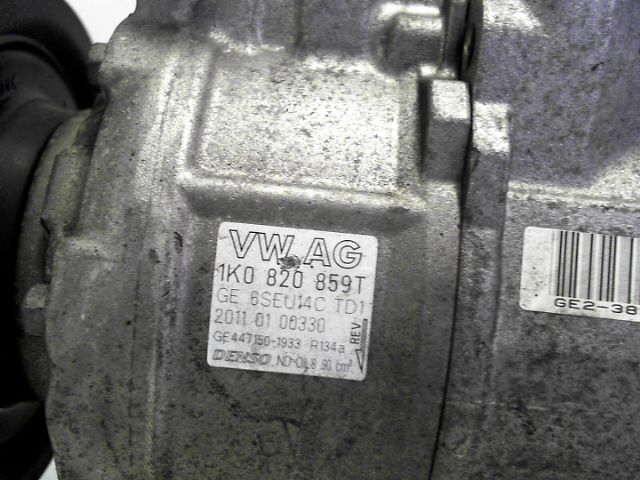 VW AG
1K0 820 859T
GE 6SEU14C TD1
2011 01 00330
GE447150-1933 R134a
DENSO ND-OIL8 90 cm³
REV
GE2-38